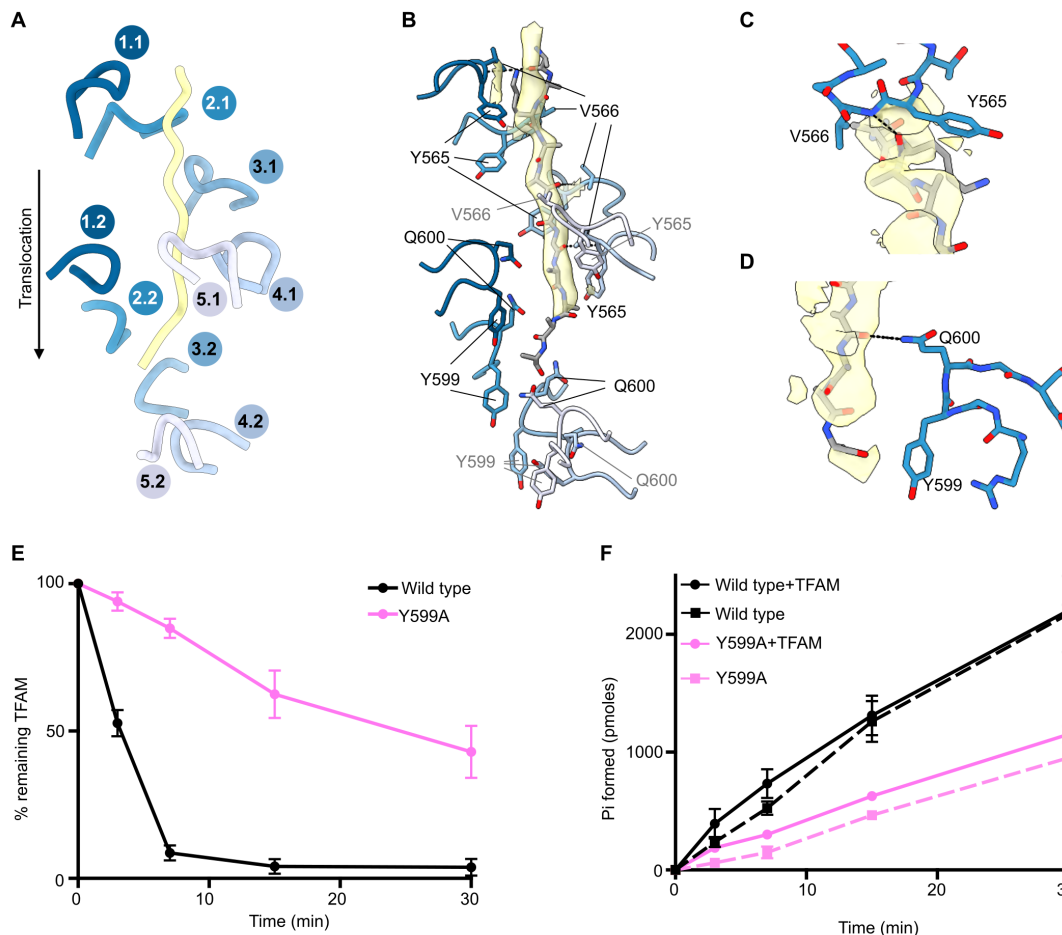 A
1.1
2.1
3.1
1.2
2.2
5.1
4.1
3.2
4.2
5.2
Translocation
B
V566
Y565
V566
Y565
Q600
Y565
Y599
Q600
Y599
Q600
C
Y565
V566
D
Q600
Y599
E
100
50
0
0
10
20
30
% remaining TFAM
Time (min)
Wild type
Y599A
F
Wild type+TFAM
Wild type
Y599A+TFAM
Y599A
2000
1000
0
0
10
20
3
Pi formed (pmoles)
Time (min)